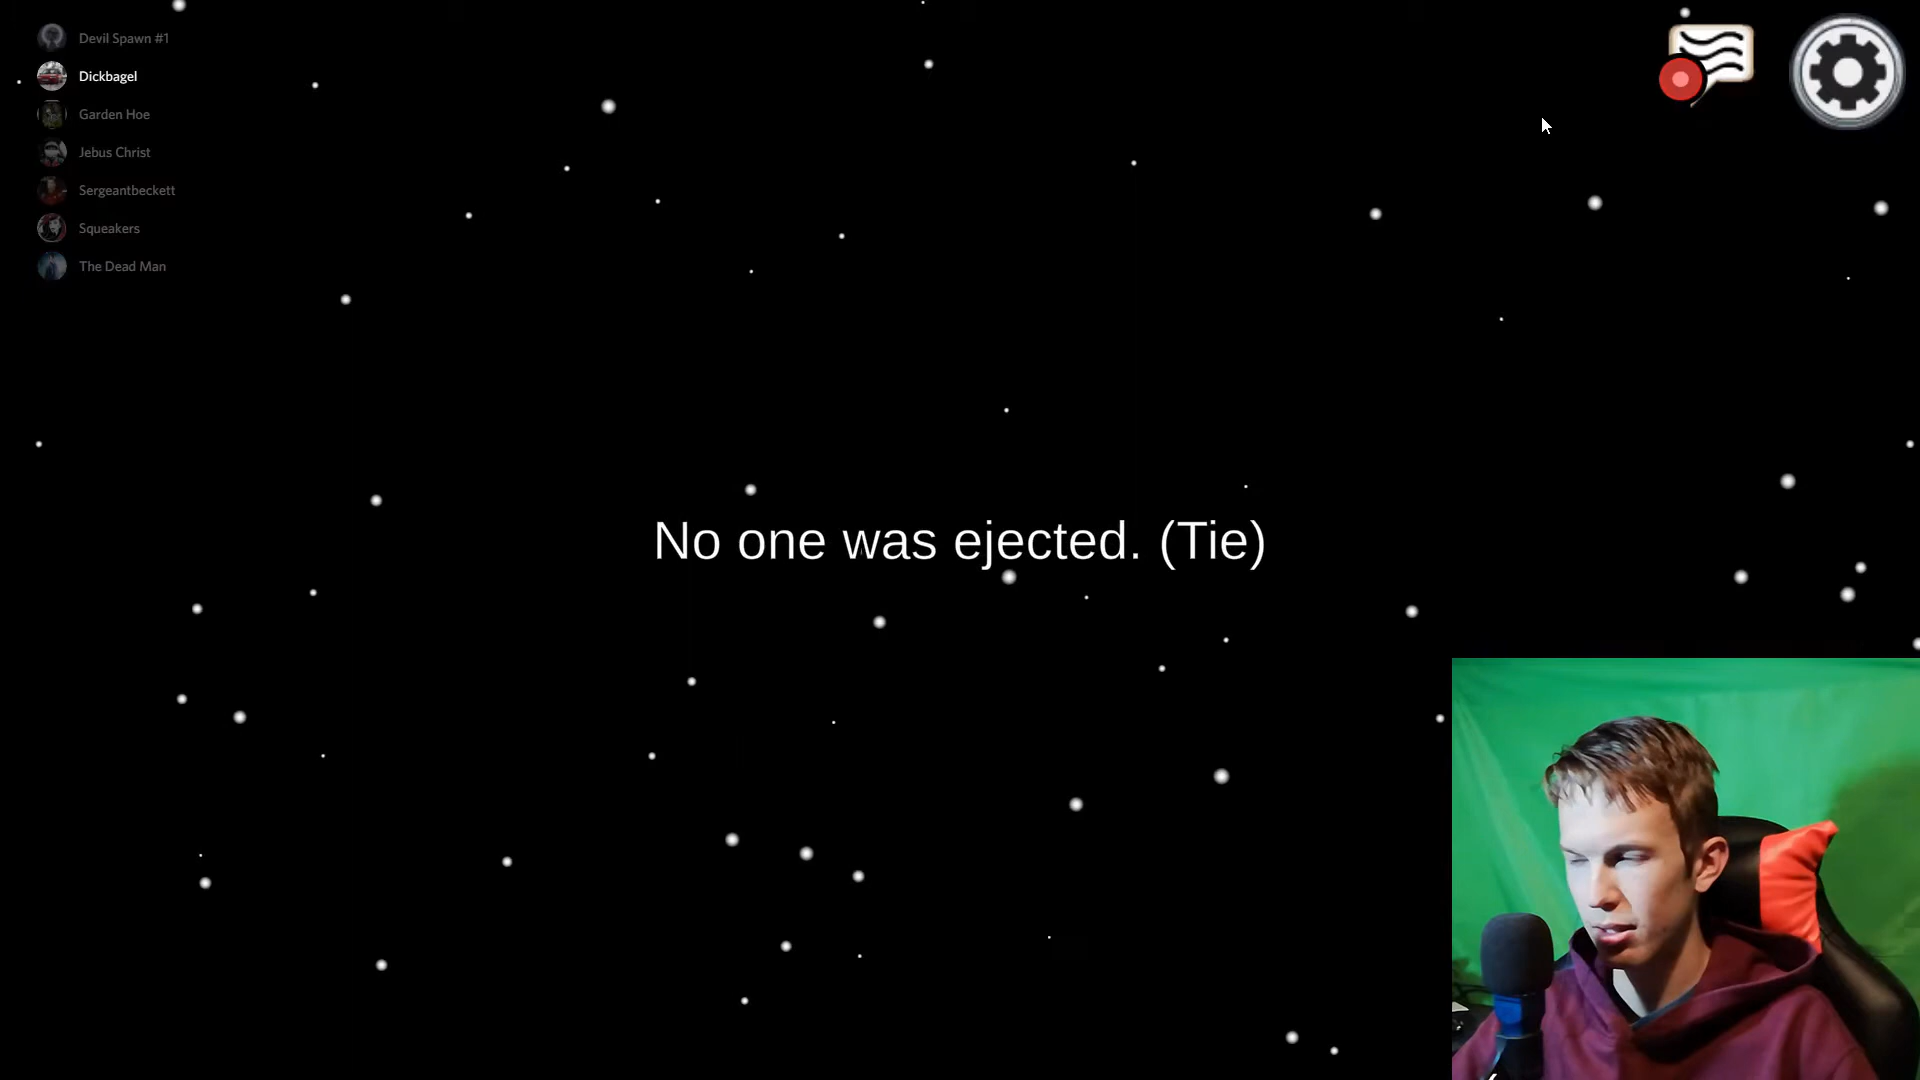 Devil Spawn #1
Dickbagel
Garden Hoe
Jebus Christ
Sergeantbeckett
Squeakers
The Dead Man
No one was ejected. (Tie)